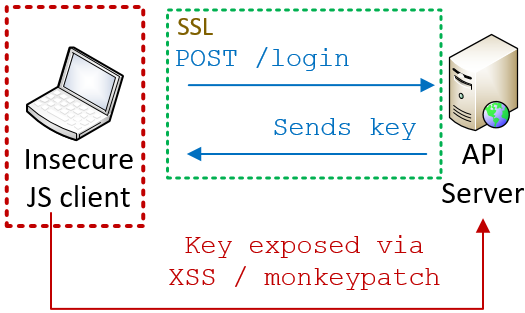 SSL
POST /login
Sends key
Insecure
JS client
API
Server
Key exposed via
XSS / monkeypatch